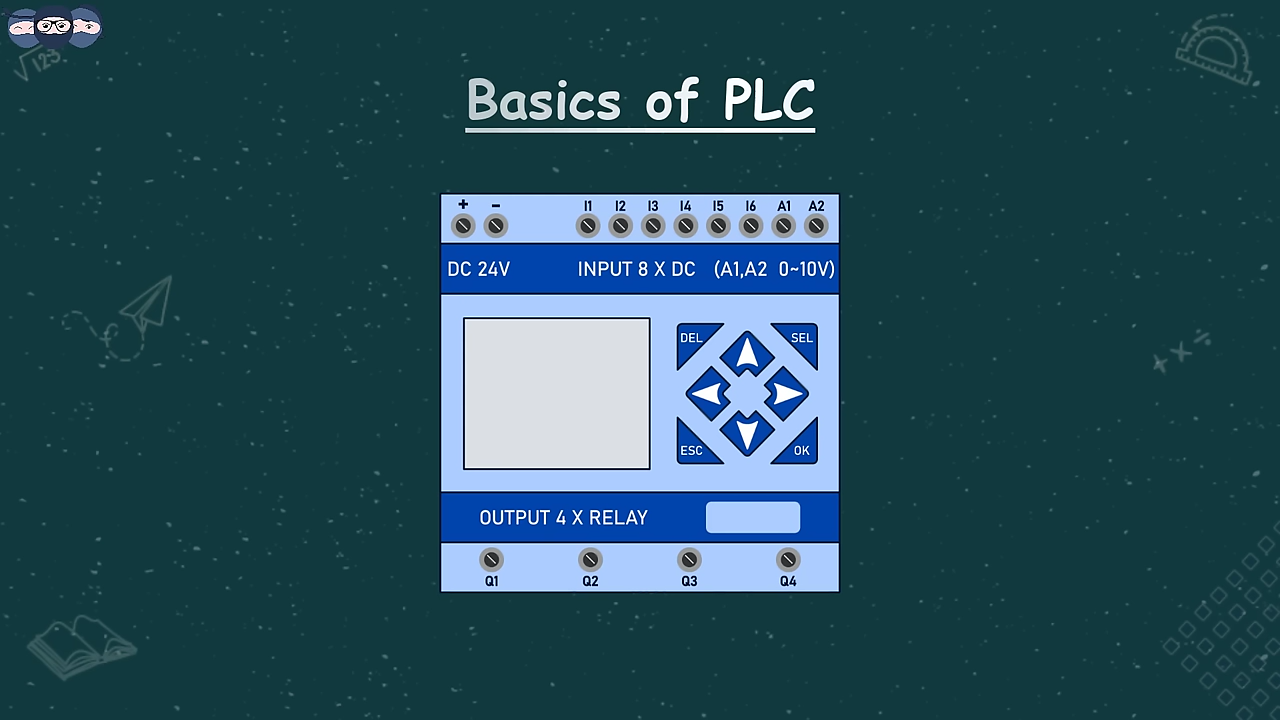 √123
Basics of PLC
+ − I1 I2 I3 I4 I5 I6 A1 A2
DC 24V INPUT 8 X DC (A1,A2 0~10V)
DEL SEL
ESC OK
+ × ÷
OUTPUT 4 X RELAY
Q1 Q2 Q3 Q4